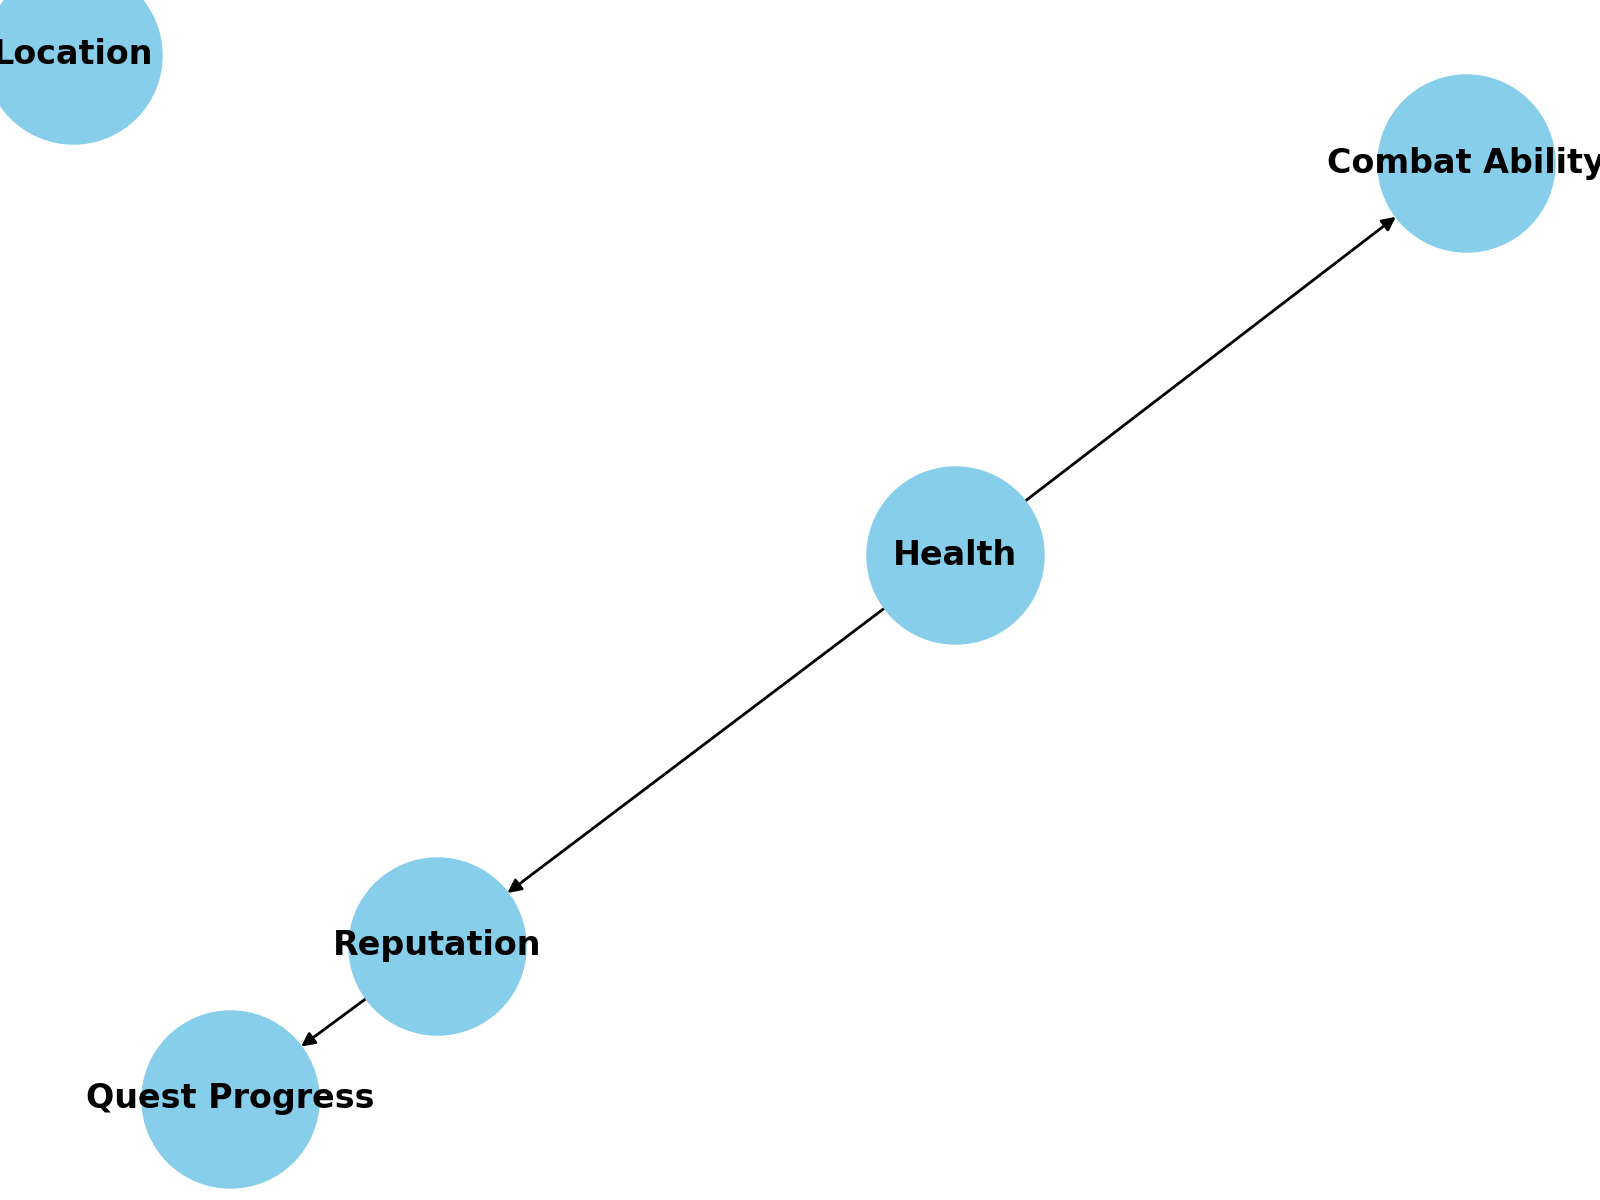 Location
Combat Ability
Health
Reputation
Quest Progress